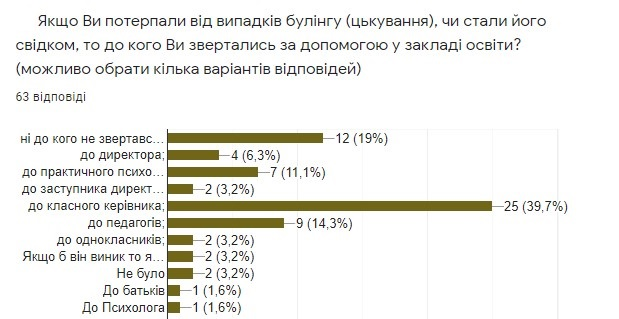 Якщо Ви потерпали від випадків булінгу (цькування), чи стали його
свідком, то до кого Ви звертались за допомогою у закладі освіти?
(можливо обрати кілька варіантів відповідей)
63 відповіді
ні до кого не звертавс… 12 (19%)
до директора; 4 (6,3%)
до практичного психо… 7 (11,1%)
до заступника директ… 2 (3,2%)
до класного керівника; 25 (39,7%)
до педагогів; 9 (14,3%)
до однокласників; 2 (3,2%)
Якщо б він виник то я… 2 (3,2%)
Не було 2 (3,2%)
До батьків 1 (1,6%)
До Психолога 1 (1,6%)